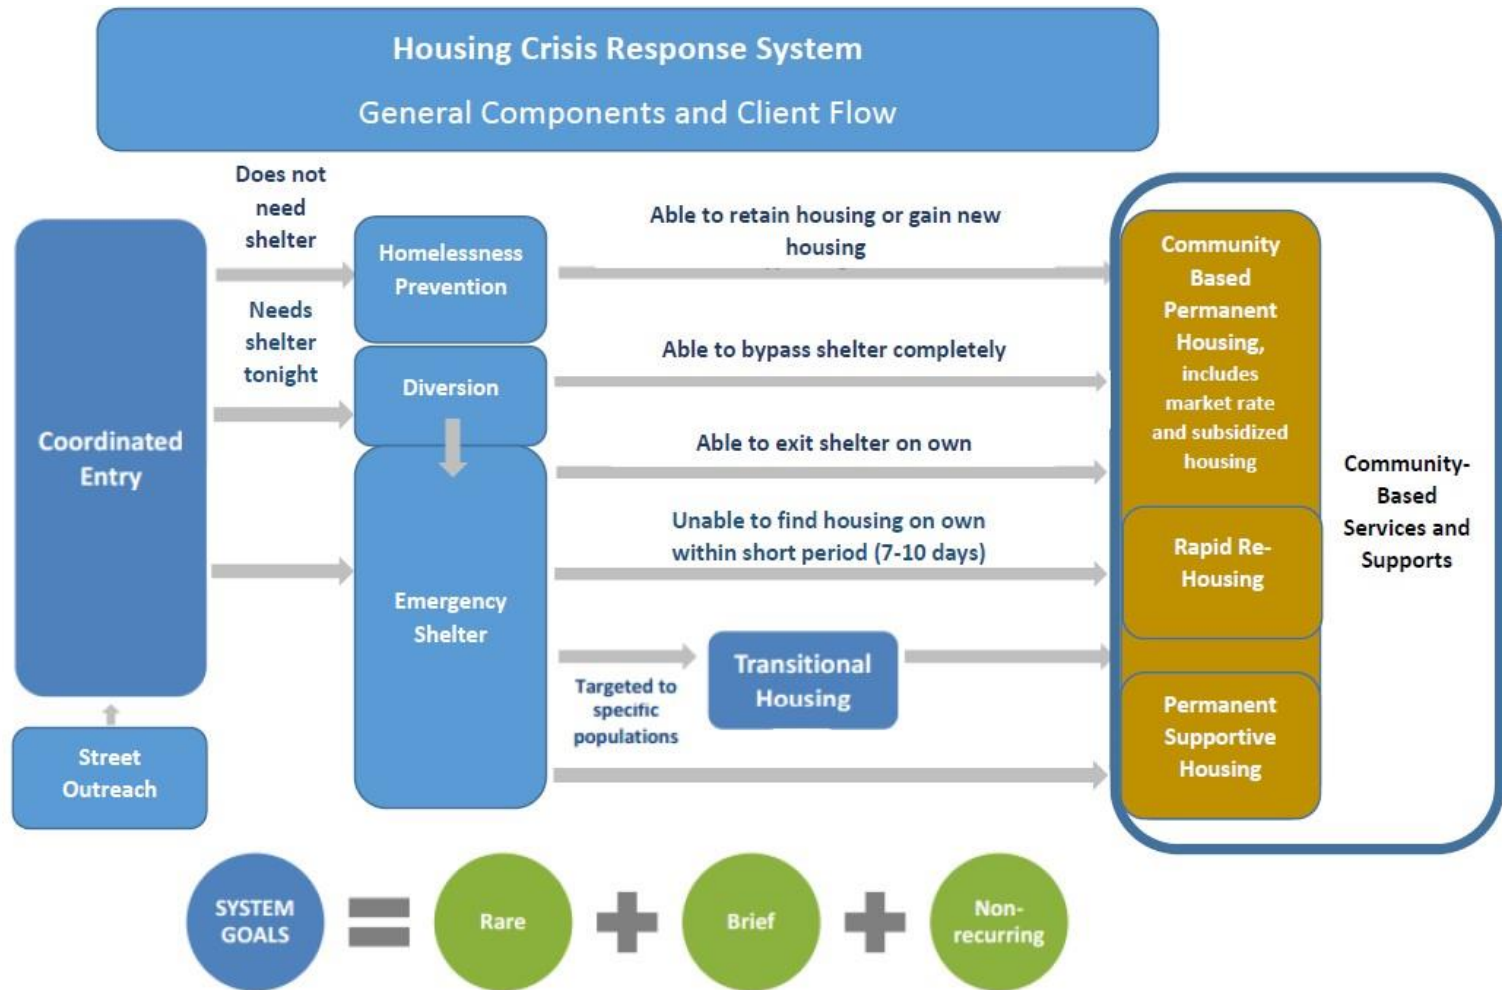 Housing Crisis Response System
General Components and Client Flow
Does not
need
shelter
Needs
shelter
tonight
Coordinated
Entry
Street
Outreach
Homelessness
Prevention
Diversion
Emergency
Shelter
Able to retain housing or gain new
housing
Able to bypass shelter completely
Able to exit shelter on own
Unable to find housing on own
within short period (7-10 days)
Targeted to
specific
populations
Transitional
Housing
Community
Based
Permanent
Housing,
includes
market rate
and subsidized
housing
Rapid Re-
Housing
Permanent
Supportive
Housing
Community-
Based
Services and
Supports
SYSTEM
GOALS
Rare
Brief
Non-
recurring